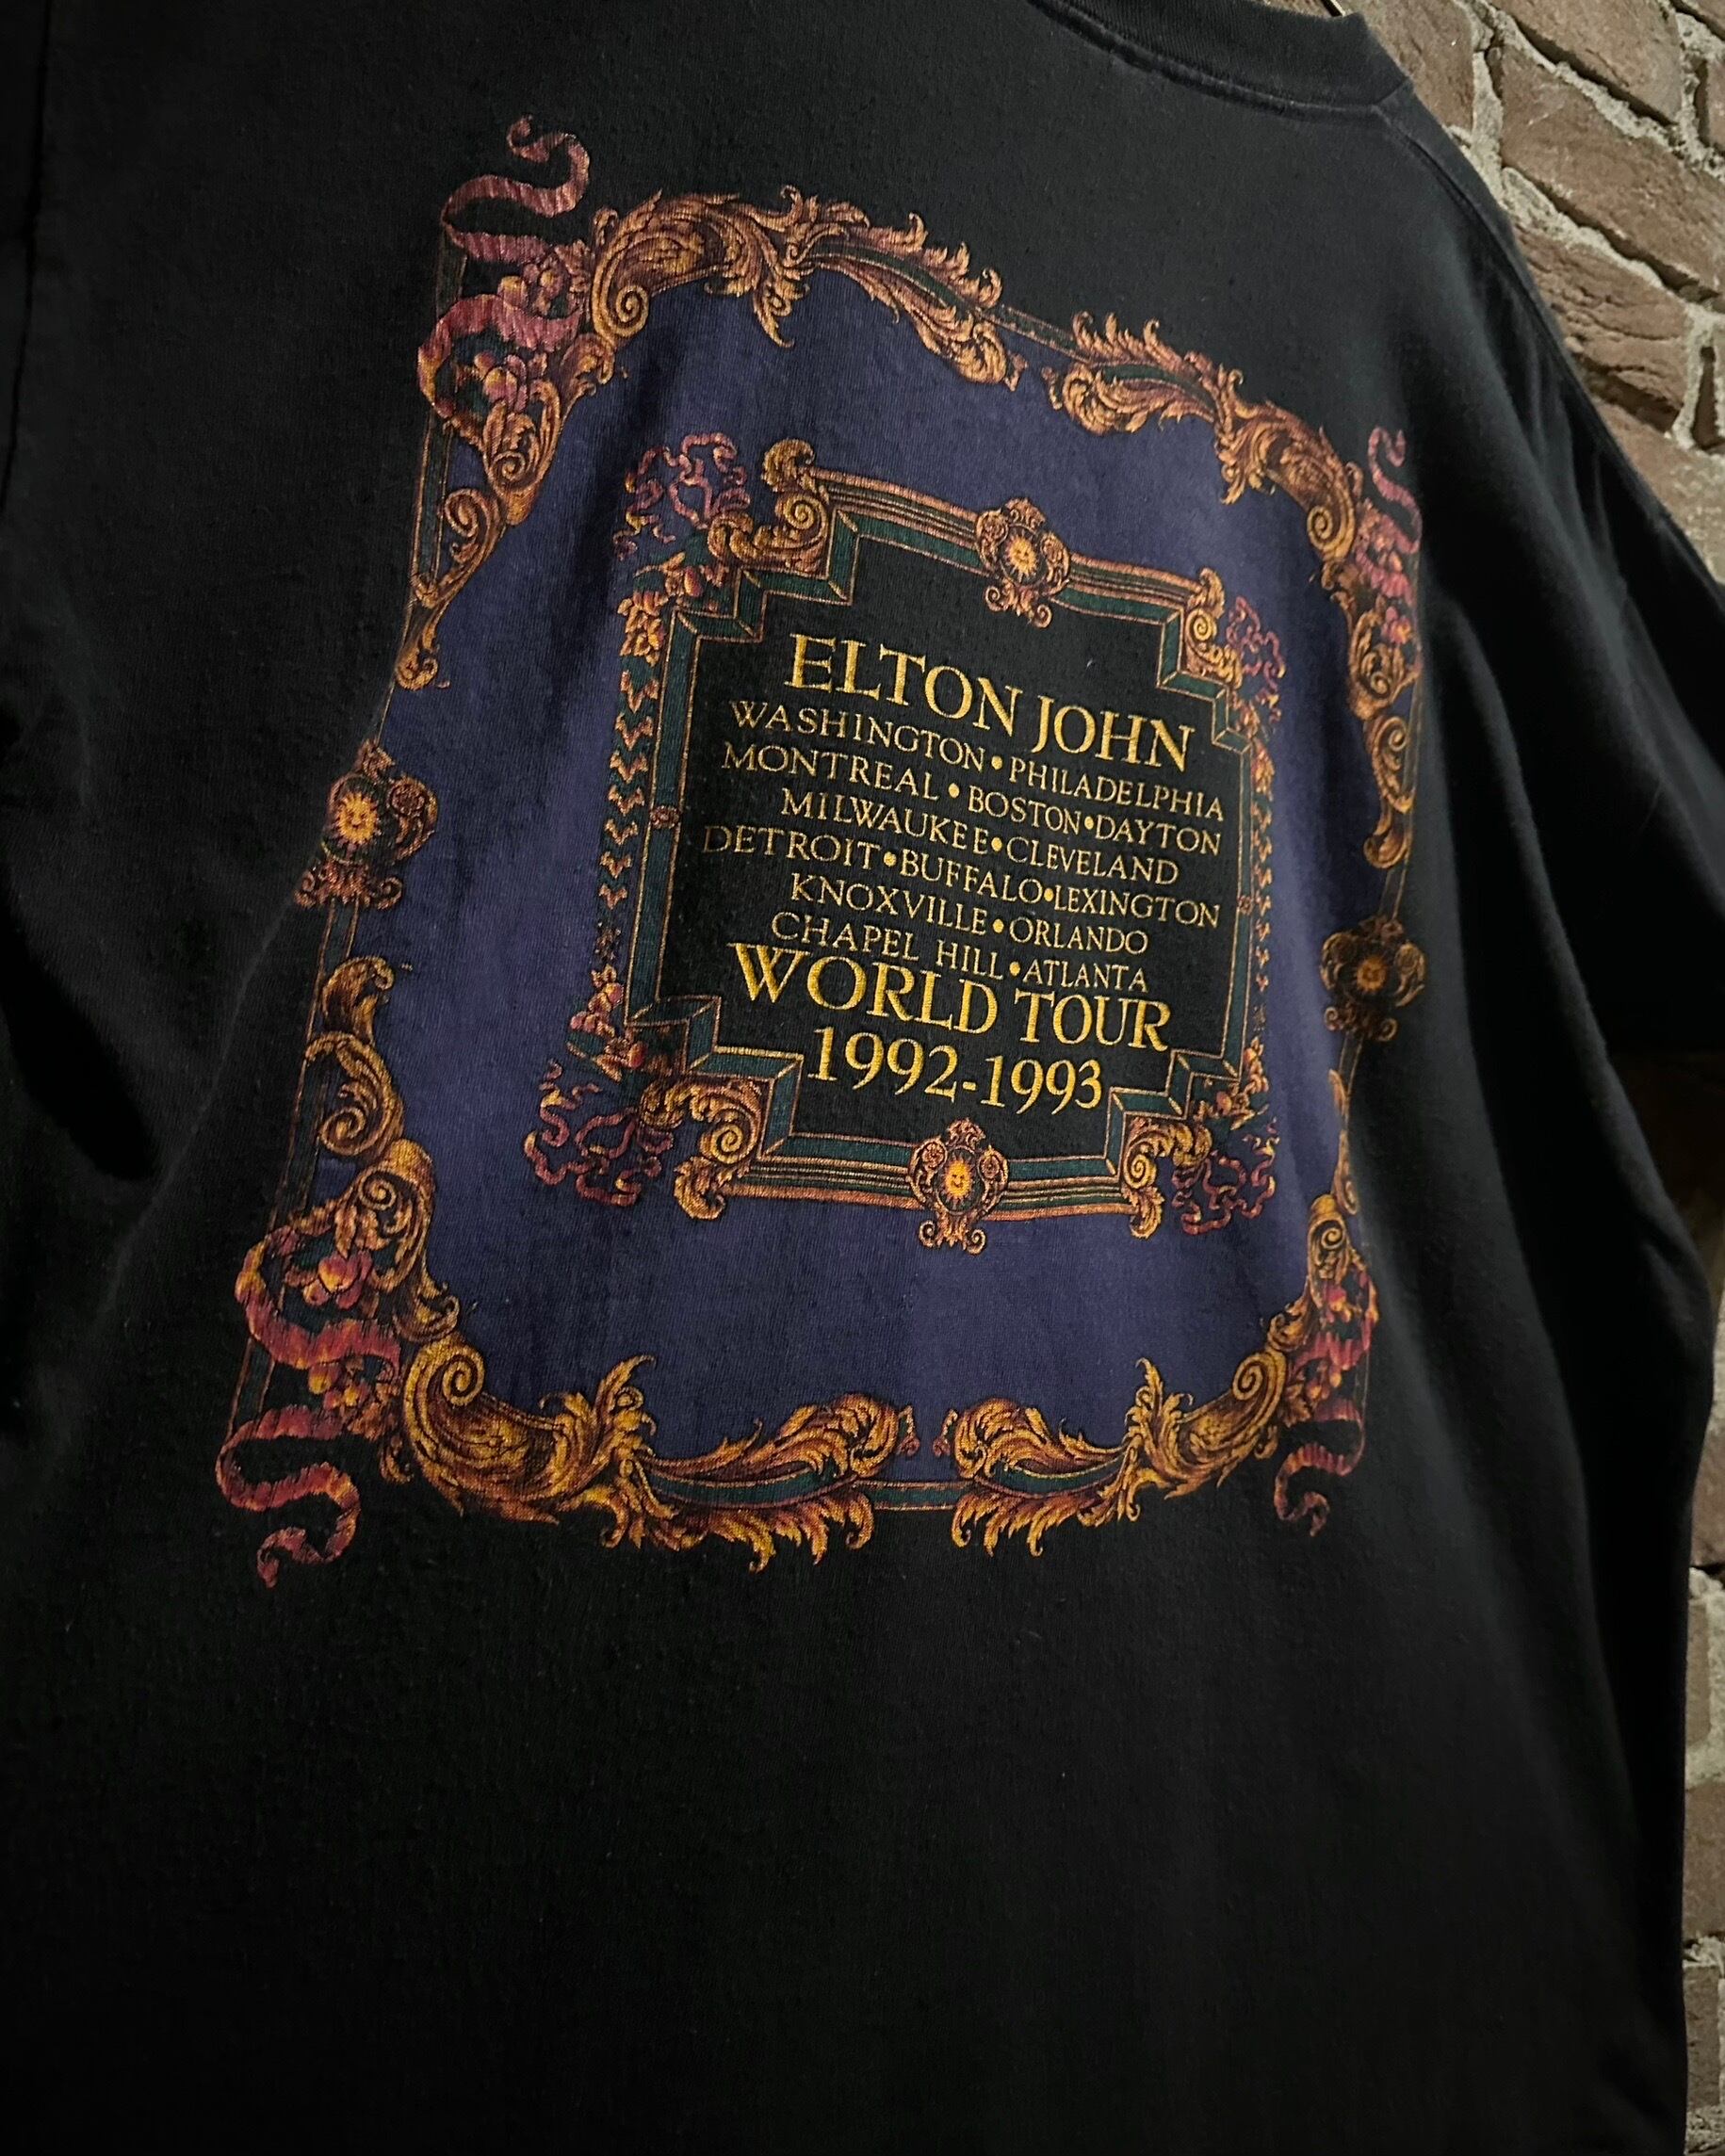 ELTON JOHN
WASHINGTON • PHILADELPHIA
MONTREAL • BOSTON • DAYTON
MILWAUKEE • CLEVELAND
DETROIT • BUFFALO • LEXINGTON
KNOXVILLE • ORLANDO
CHAPEL HILL • ATLANTA
WORLD TOUR
1992-1993